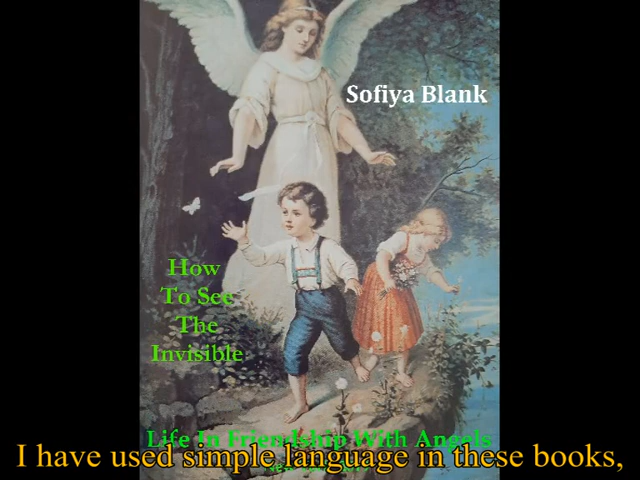 Sofiya Blank
How
To See
The
Invisible
Life In Friendship With Angels
I have used simple language in these books,